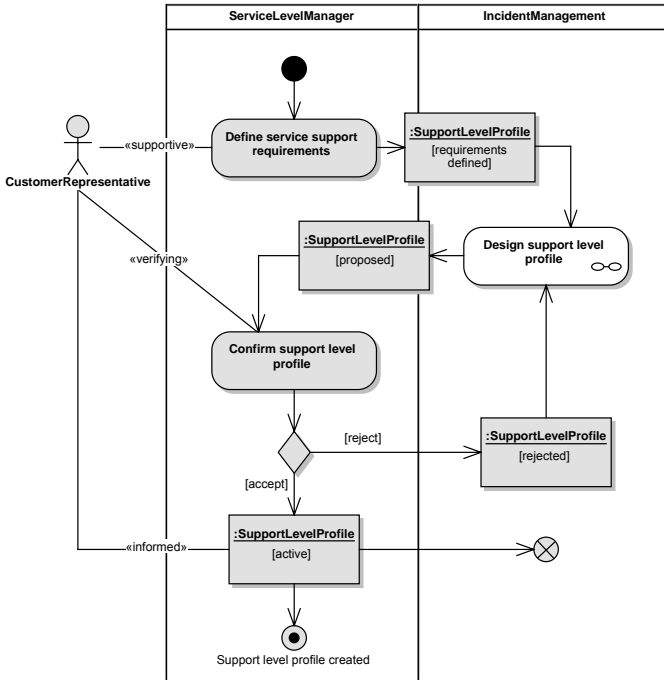 ServiceLevelManager
IncidentManagement
Define service support
requirements
«supportive»
:SupportLevelProfile
[requirements
defined]
CustomerRepresentative
:SupportLevelProfile
[proposed]
Design support level
profile
«verifying»
Confirm support level
profile
[reject]
:SupportLevelProfile
[rejected]
[accept]
:SupportLevelProfile
[active]
«informed»
Support level profile created